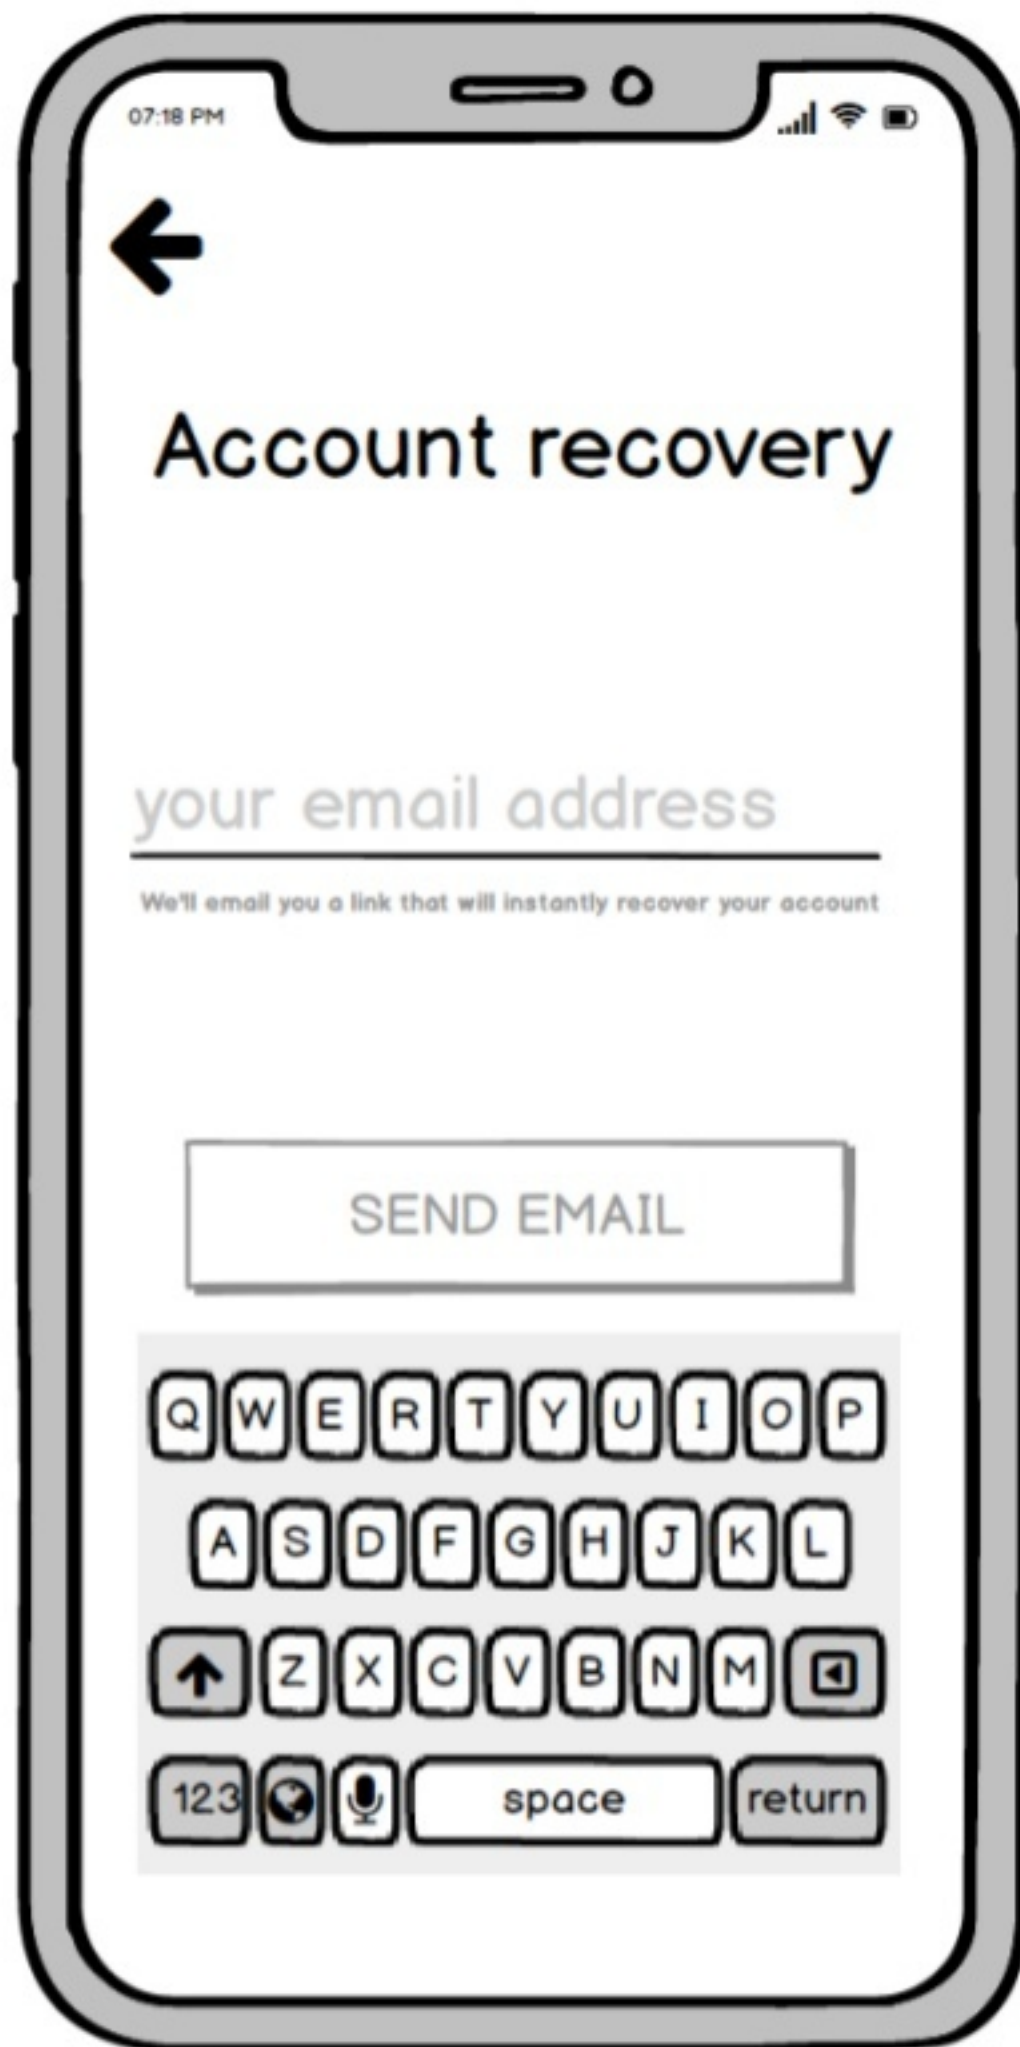 07:18 PM
Account recovery
your email address
We'll email you a link that will instantly recover your account
SEND EMAIL
Q W E R T Y U I O P
A S D F G H J K L
Z X C V B N M
123 space return